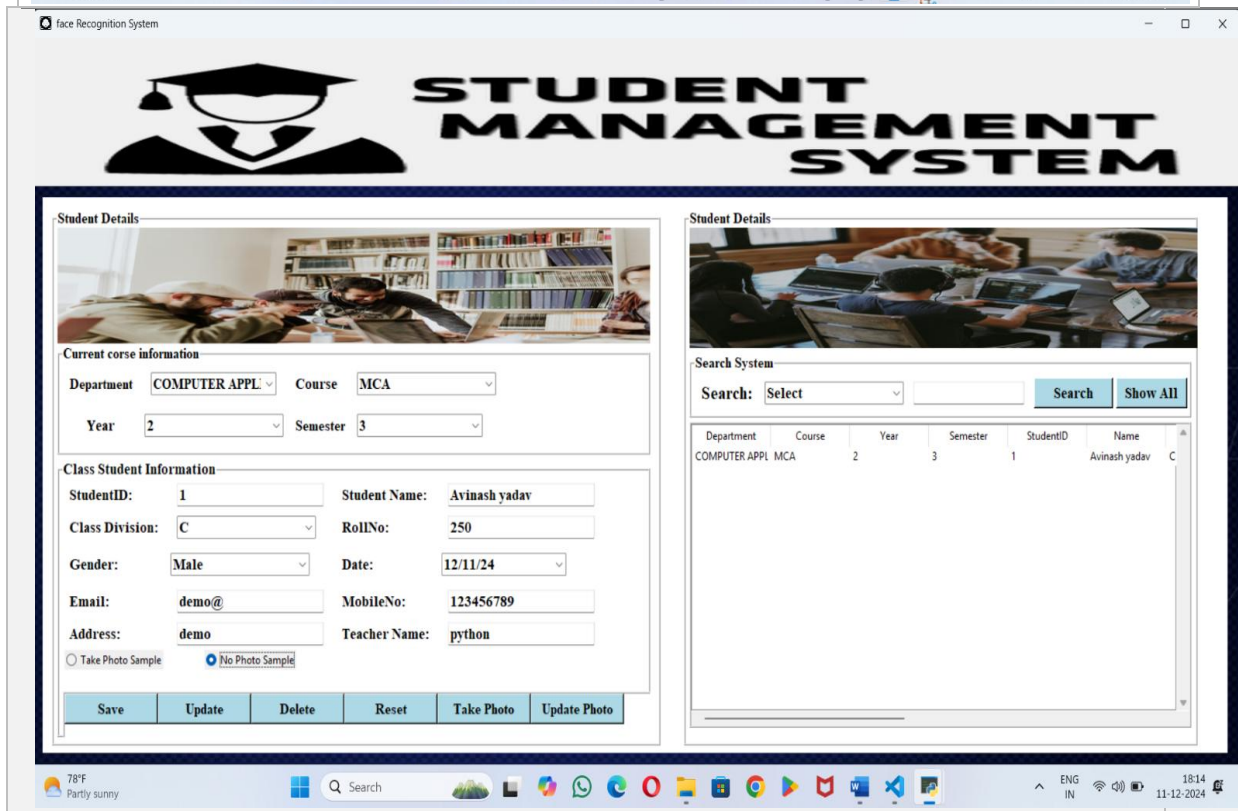 face Recognition System
STUDENT
MANAGEMENT
SYSTEM
Student Details
Current corse information
Department COMPUTER APPL Course MCA
Year 2 Semester 3
Class Student Information
StudentID: 1 Student Name: Avinash yadav
Class Division: C RollNo: 250
Gender: Male Date: 12/11/24
Email: demo@ MobileNo: 123456789
Address: demo Teacher Name: python
Take Photo Sample No Photo Sample
Save Update Delete Reset Take Photo Update Photo
Student Details
Search System
Search: Select Search Show All
Department Course Year Semester StudentID Name
COMPUTER APPL MCA 2 3 1 Avinash yadav C
78°F
Partly sunny
Search
ENG
IN
18:14
11-12-2024